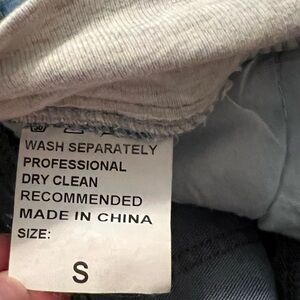 WASH SEPARATELY
PROFESSIONAL
DRY CLEAN
RECOMMENDED
MADE IN CHINA
SIZE:
S